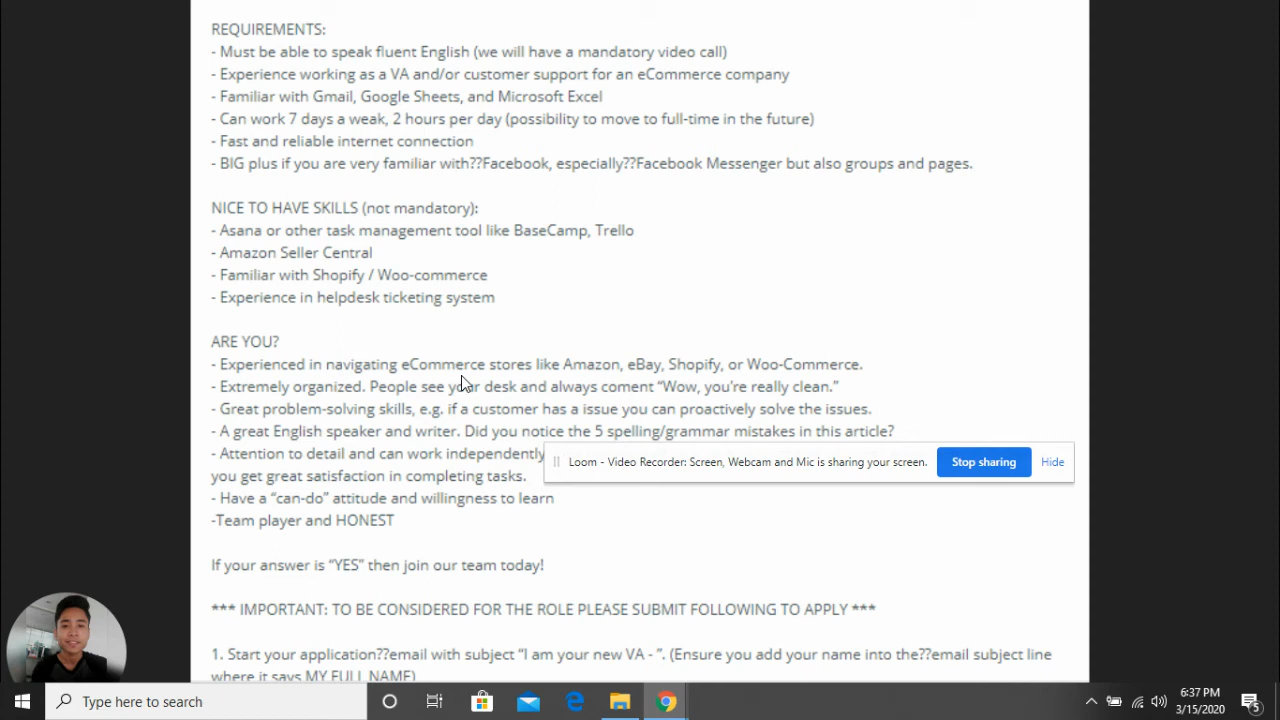 REQUIREMENTS:
- Must be able to speak fluent English (we will have a mandatory video call)
- Experience working as a VA and/or customer support for an eCommerce company
- Familiar with Gmail, Google Sheets, and Microsoft Excel
- Can work 7 days a weak, 2 hours per day (possibility to move to full-time in the future)
- Fast and reliable internet connection
- BIG plus if you are very familiar with??Facebook, especially??Facebook Messenger but also groups and pages.
NICE TO HAVE SKILLS (not mandatory):
- Asana or other task management tool like BaseCamp, Trello
- Amazon Seller Central
- Familiar with Shopify / Woo-commerce
- Experience in helpdesk ticketing system
ARE YOU?
- Experienced in navigating eCommerce stores like Amazon, eBay, Shopify, or Woo-Commerce.
- Extremely organized. People see your desk and always coment “Wow, you're really clean.”
- Great problem-solving skills, e.g. if a customer has a issue you can proactively solve the issues.
- A great English speaker and writer. Did you notice the 5 spelling/grammar mistakes in this article?
- Attention to detail and can work independently
Loom - Video Recorder: Screen, Webcam and Mic is sharing your screen. Stop sharing Hide
you get great satisfaction in completing tasks.
- Have a “can-do” attitude and willingness to learn
-Team player and HONEST
If your answer is “YES” then join our team today!
*** IMPORTANT: TO BE CONSIDERED FOR THE ROLE PLEASE SUBMIT FOLLOWING TO APPLY ***
1. Start your application??email with subject “I am your new VA - ”. (Ensure you add your name into the??email subject line
where it says MY FULL NAME)
Type here to search
6:37 PM
3/15/2020
5